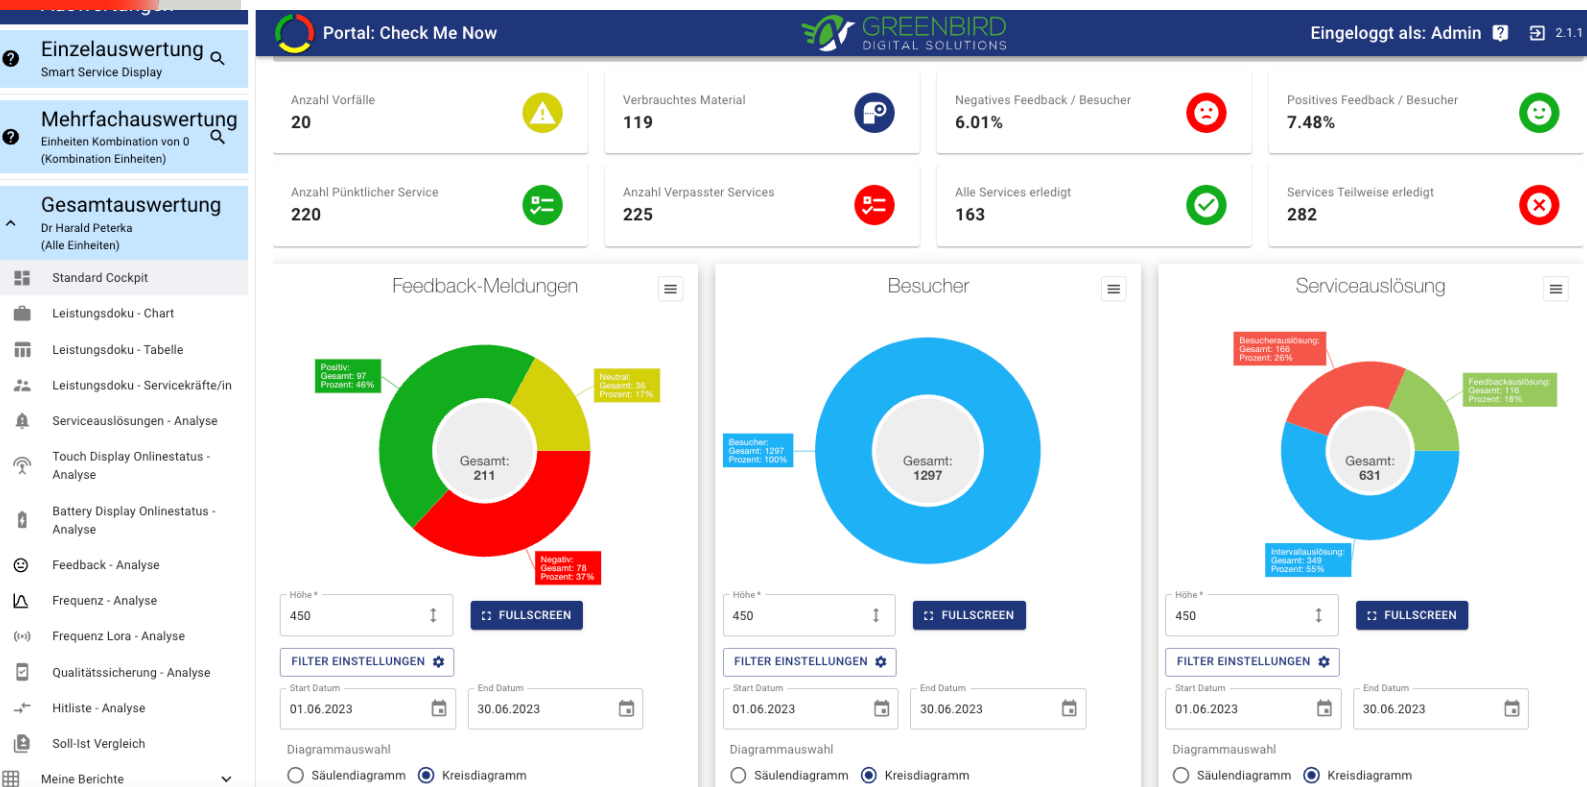 Auswertungen
Einzelauswertung
Smart Service Display
Mehrfachauswertung
Einheiten Kombination von 0
(Kombination Einheiten)
Gesamtauswertung
Dr Harald Peterka
(Alle Einheiten)
Standard Cockpit
Leistungsdoku - Chart
Leistungsdoku - Tabelle
Leistungsdoku - Servicekräfte/in
Serviceauslösungen - Analyse
Touch Display Onlinestatus -
Analyse
Battery Display Onlinestatus -
Analyse
Feedback - Analyse
Frequenz - Analyse
Frequenz Lora - Analyse
Qualitätssicherung - Analyse
Hitliste - Analyse
Soll-Ist Vergleich
Meine Berichte
Portal: Check Me Now
GREENBIRD
DIGITAL SOLUTIONS
Eingeloggt als: Admin
2.1.1
Anzahl Vorfälle
20
Verbrauchtes Material
119
Negatives Feedback / Besucher
6.01%
Positives Feedback / Besucher
7.48%
Anzahl Pünktlicher Service
220
Anzahl Verpasster Services
225
Alle Services erledigt
163
Services Teilweise erledigt
282
Feedback-Meldungen
Positiv:
Gesamt: 97
Prozent: 46%
Neutral:
Gesamt: 36
Prozent: 17%
Gesamt:
211
Negativ:
Gesamt: 78
Prozent: 37%
Höhe *
450
FULLSCREEN
FILTER EINSTELLUNGEN
Start Datum
01.06.2023
End Datum
30.06.2023
Diagrammauswahl
Säulendiagramm
Kreisdiagramm
Besucher
Besucher:
Gesamt: 1297
Prozent: 100%
Gesamt:
1297
Höhe *
450
FULLSCREEN
FILTER EINSTELLUNGEN
Start Datum
01.06.2023
End Datum
30.06.2023
Diagrammauswahl
Säulendiagramm
Kreisdiagramm
Serviceauslösung
Besucherauslösung:
Gesamt: 166
Prozent: 26%
Feedbackauslösung:
Gesamt: 116
Prozent: 18%
Gesamt:
631
Intervallauslösung:
Gesamt: 349
Prozent: 55%
Höhe *
450
FULLSCREEN
FILTER EINSTELLUNGEN
Start Datum
01.06.2023
End Datum
30.06.2023
Diagrammauswahl
Säulendiagramm
Kreisdiagramm